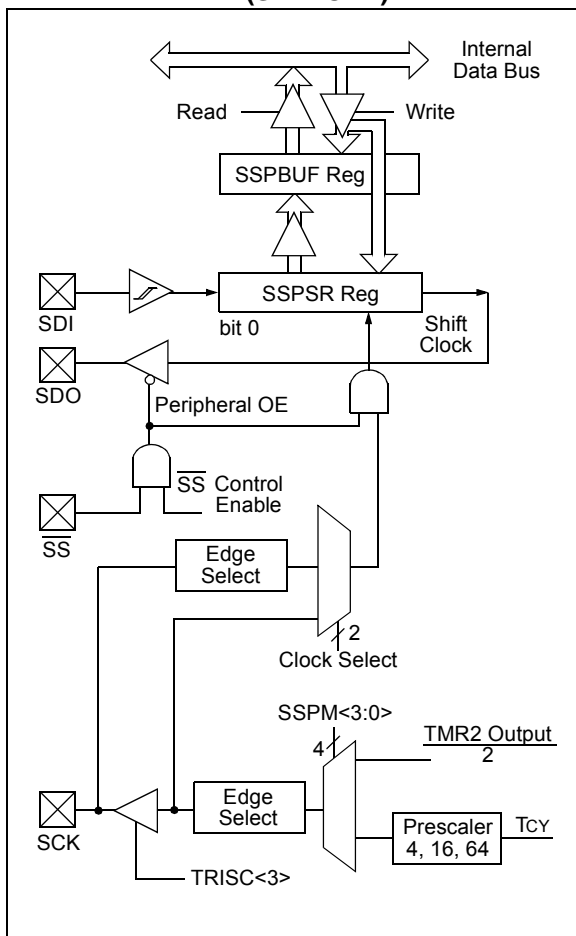 Internal
Data Bus
Read
Write
SSPBUF Reg
SSPSR Reg
SDI
bit 0
Shift
Clock
SDO
Peripheral OE
SS Control
Enable
SS
Edge
Select
2
Clock Select
SSPM<3:0>
TMR2 Output
2
4
Edge
Select
Prescaler
4, 16, 64
TCY
SCK
TRISC<3>